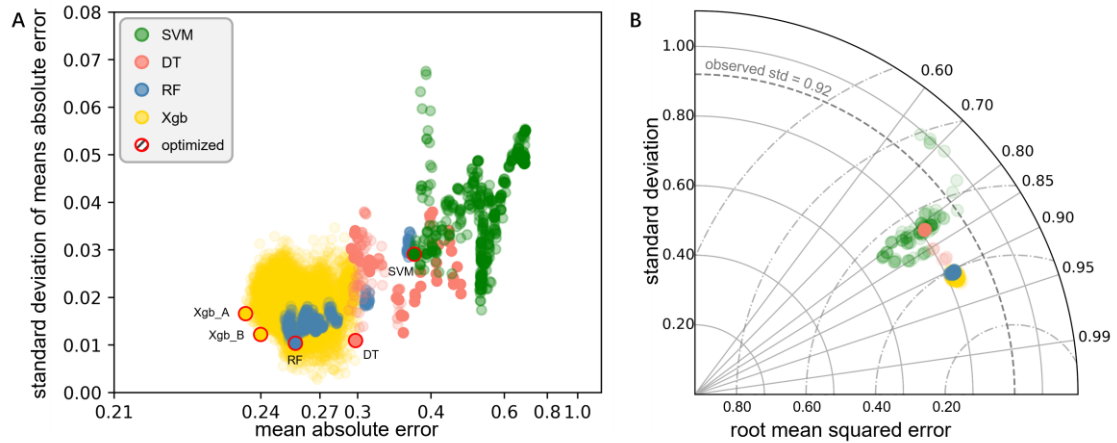 A
standard deviation of means absolute error
0.08
0.07
0.06
0.05
0.04
0.03
0.02
0.01
0.00
SVM
DT
RF
Xgb
optimized
SVM
Xgb_A
Xgb_B
RF
DT
0.21 0.24 0.27 0.3 0.4 0.6 0.8 1.0
mean absolute error
B
standard deviation
1.00
0.80
0.60
0.40
0.20
observed std = 0.92
0.60
0.70
0.80
0.85
0.90
0.95
0.99
0.80 0.60 0.40 0.20
root mean squared error